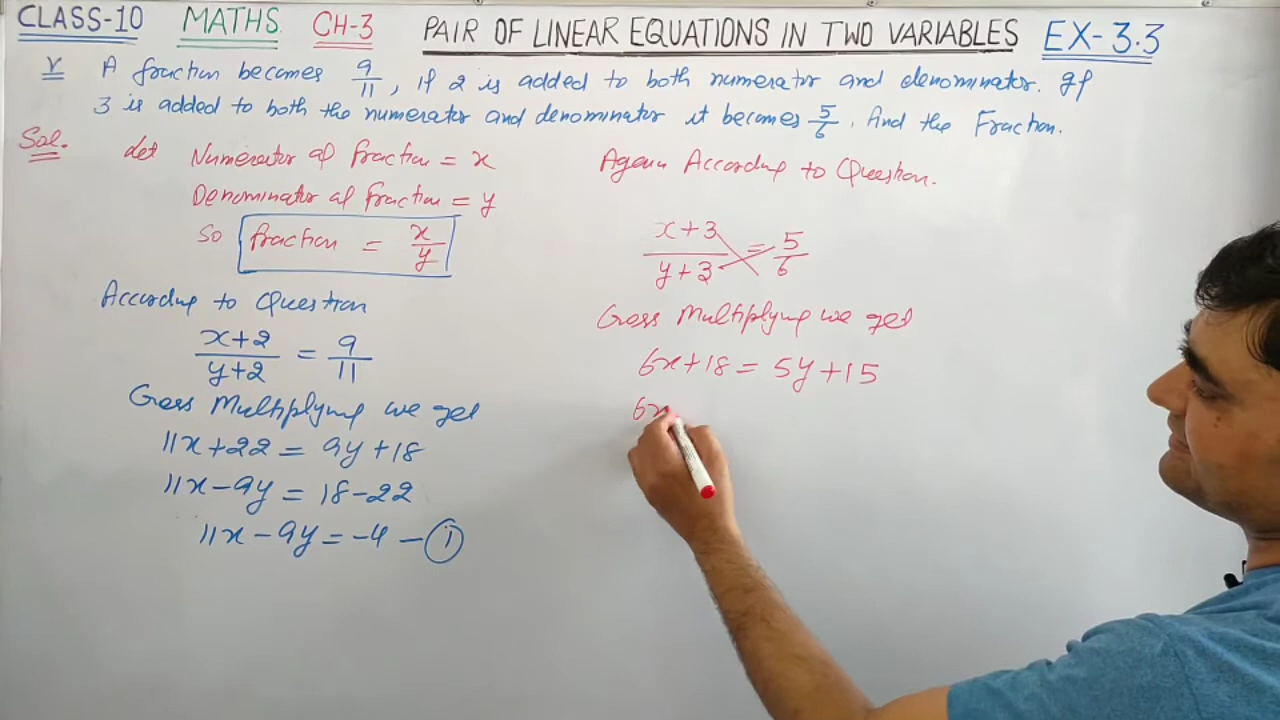 CLASS-10 MATHS CH-3 PAIR OF LINEAR EQUATIONS IN TWO VARIABLES EX-3.3
V A fraction becomes 9/11, if 2 is added to both numerator and denominator. If
3 is added to both the numerator and denominator it becomes 5/6. Find the Fraction.
Sol. Let Numerator of fraction = x
Denominator of fraction = y
So fraction = x/y
According to Question
x+2/y+2 = 9/11
Cross Multiplying we get
11x+22 = 9y+18
11x-9y = 18-22
11x-9y = -4 - (1)
Again According to Question.
x+3/y+3 = 5/6
Cross Multiplying we get
6x+18 = 5y+15
6x